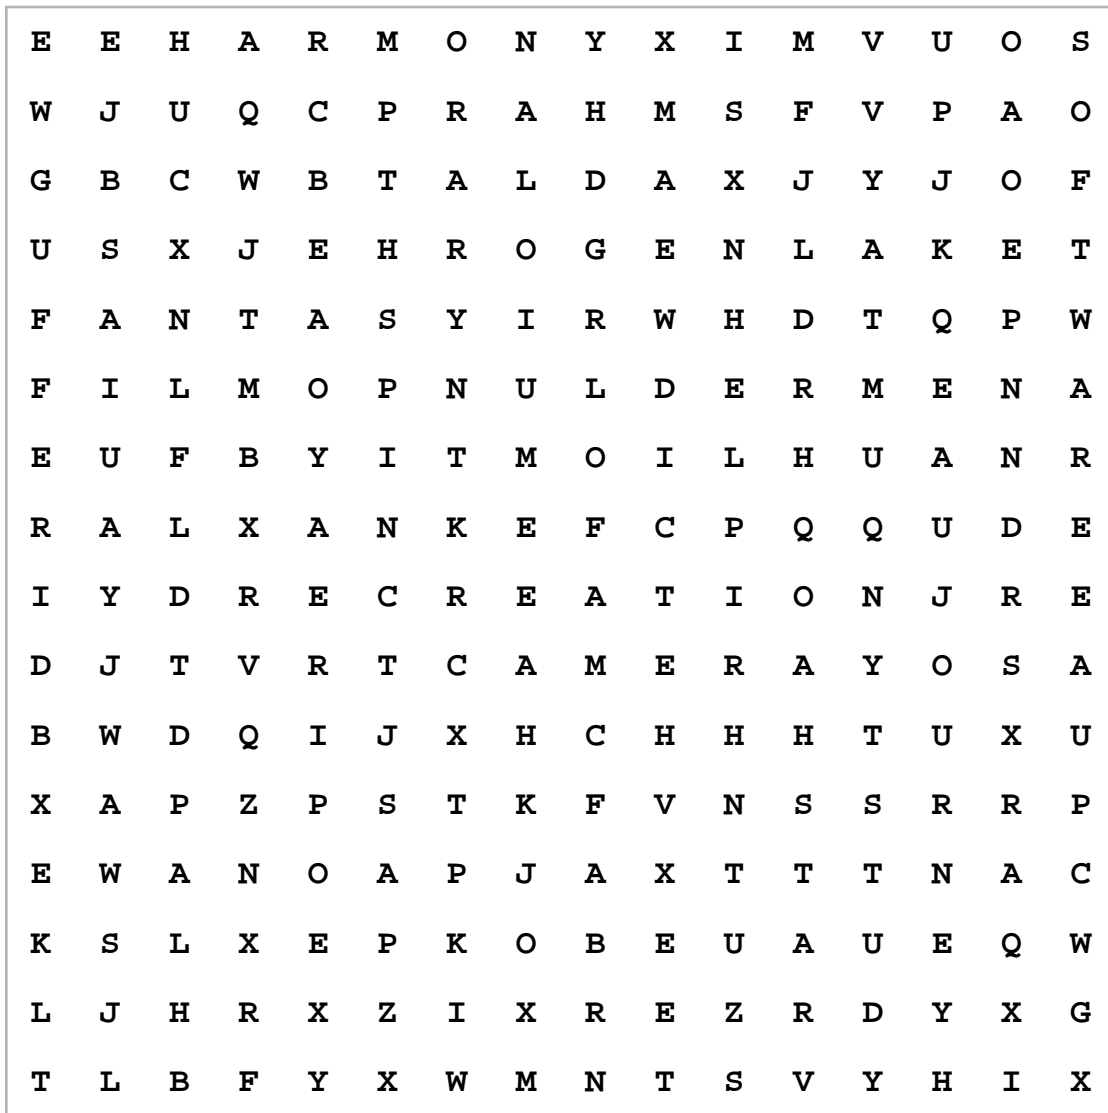 E E H A R M O N Y X I M V U O S
W J U Q C P R A H M S F V P A O
G B C W B T A L D A X J Y J O F
U S X J E H R O G E N L A K E T
F A N T A S Y I R W H D T Q P W
F I L M O P N U L D E R M E N A
E U F B Y I T M O I L H U A N R
R A L X A N K E F C P Q Q U D E
I Y D R E C R E A T I O N J R E
D J T V R T C A M E R A Y O S A
B W D Q I J X H C H H H T U X U
X A P Z P S T K F V N S S R R P
E W A N O A P J A X T T T N A C
K S L X E P K O B E U A U E Q W
L J H R X Z I X R E Z R D Y X G
T L B F Y X W M N T S V Y H I X